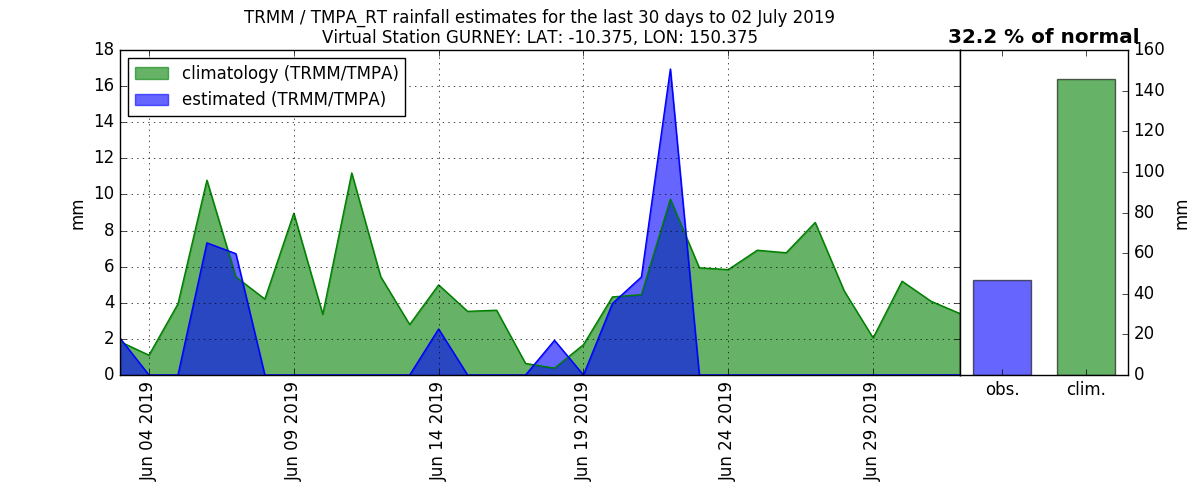 TRMM / TMPA_RT rainfall estimates for the last 30 days to 02 July 2019
Virtual Station GURNEY: LAT: -10.375, LON: 150.375
32.2 % of normal
climatology (TRMM/TMPA)
estimated (TRMM/TMPA)
mm
18
16
14
12
10
8
6
4
2
0
Jun 04 2019
Jun 09 2019
Jun 14 2019
Jun 19 2019
Jun 24 2019
Jun 29 2019
obs.
clim.
160
140
120
100
80
60
40
20
0
mm